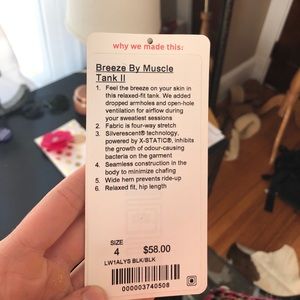 why we made this:
Breeze By Muscle
Tank II
1. Feel the breeze on your skin in
this relaxed-fit tank. We added
dropped armholes and open-hole
ventilation for airflow during
your sweatiest sessions
2. Fabric is four-way stretch
3. Silverescent® technology,
powered by X-STATIC®, inhibits
the growth of odour-causing
bacteria on the garment
4. Seamless construction in the
body to minimize chafing
5. Wide hem prevents ride-up
6. Relaxed fit, hip length
SIZE
4 $58.00
LW1ALYS BLK/BLK
000003740508